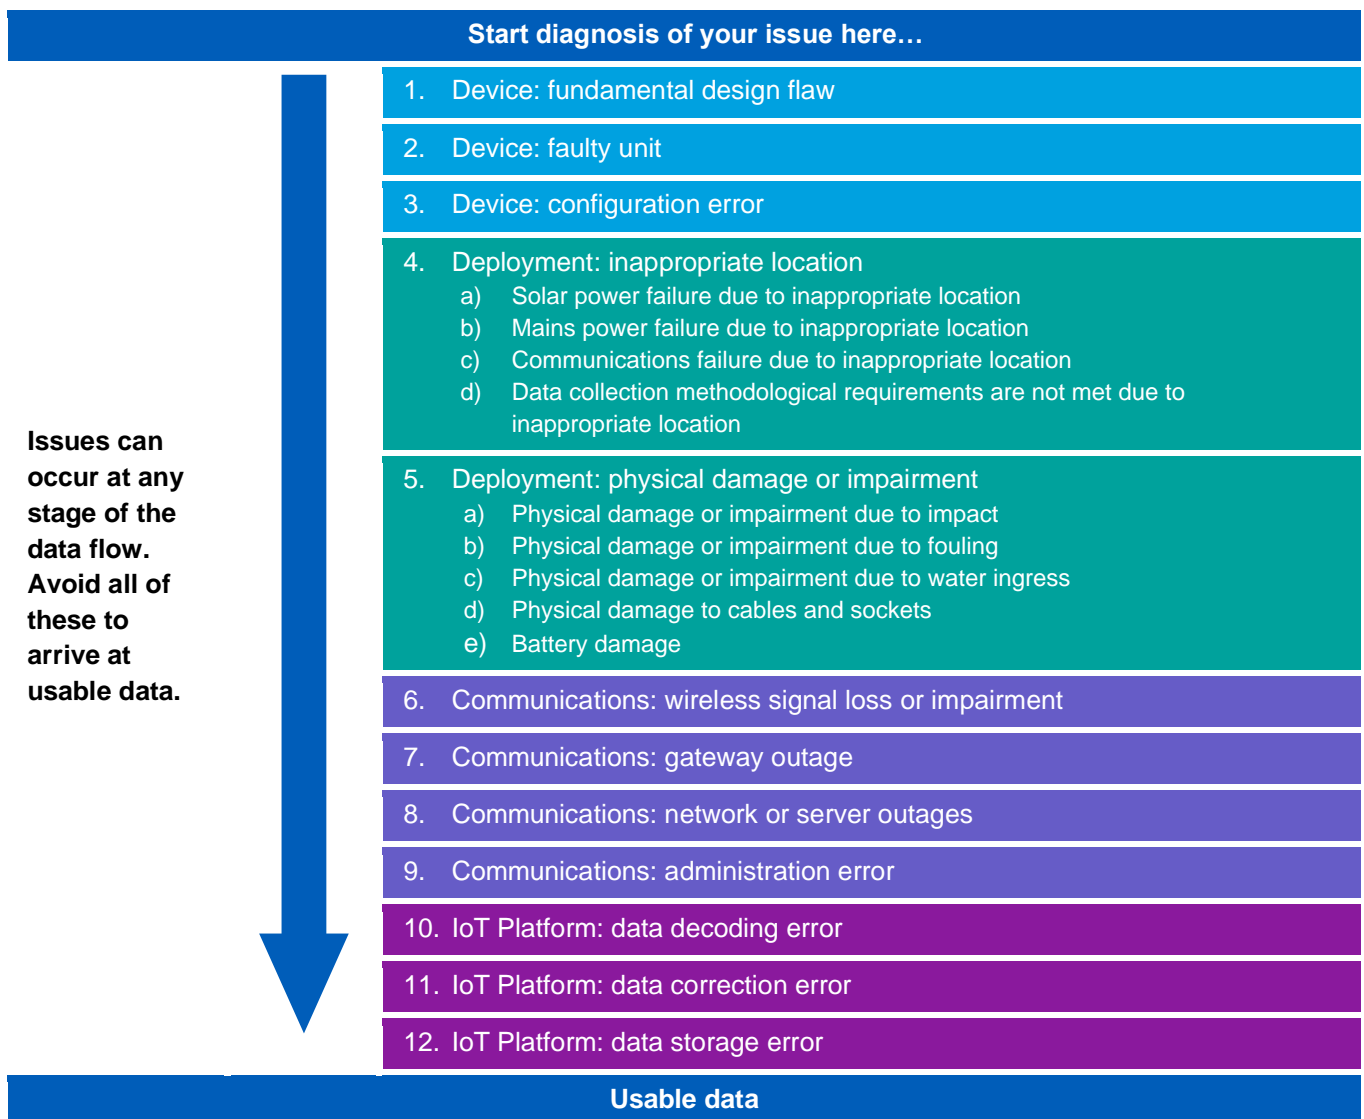 Start diagnosis of your issue here…
Issues can
occur at any
stage of the
data flow.
Avoid all of
these to
arrive at
usable data.
1. Device: fundamental design flaw
2. Device: faulty unit
3. Device: configuration error
4. Deployment: inappropriate location
a) Solar power failure due to inappropriate location
b) Mains power failure due to inappropriate location
c) Communications failure due to inappropriate location
d) Data collection methodological requirements are not met due to
inappropriate location
5. Deployment: physical damage or impairment
a) Physical damage or impairment due to impact
b) Physical damage or impairment due to fouling
c) Physical damage or impairment due to water ingress
d) Physical damage to cables and sockets
e) Battery damage
6. Communications: wireless signal loss or impairment
7. Communications: gateway outage
8. Communications: network or server outages
9. Communications: administration error
10. IoT Platform: data decoding error
11. IoT Platform: data correction error
12. IoT Platform: data storage error
Usable data